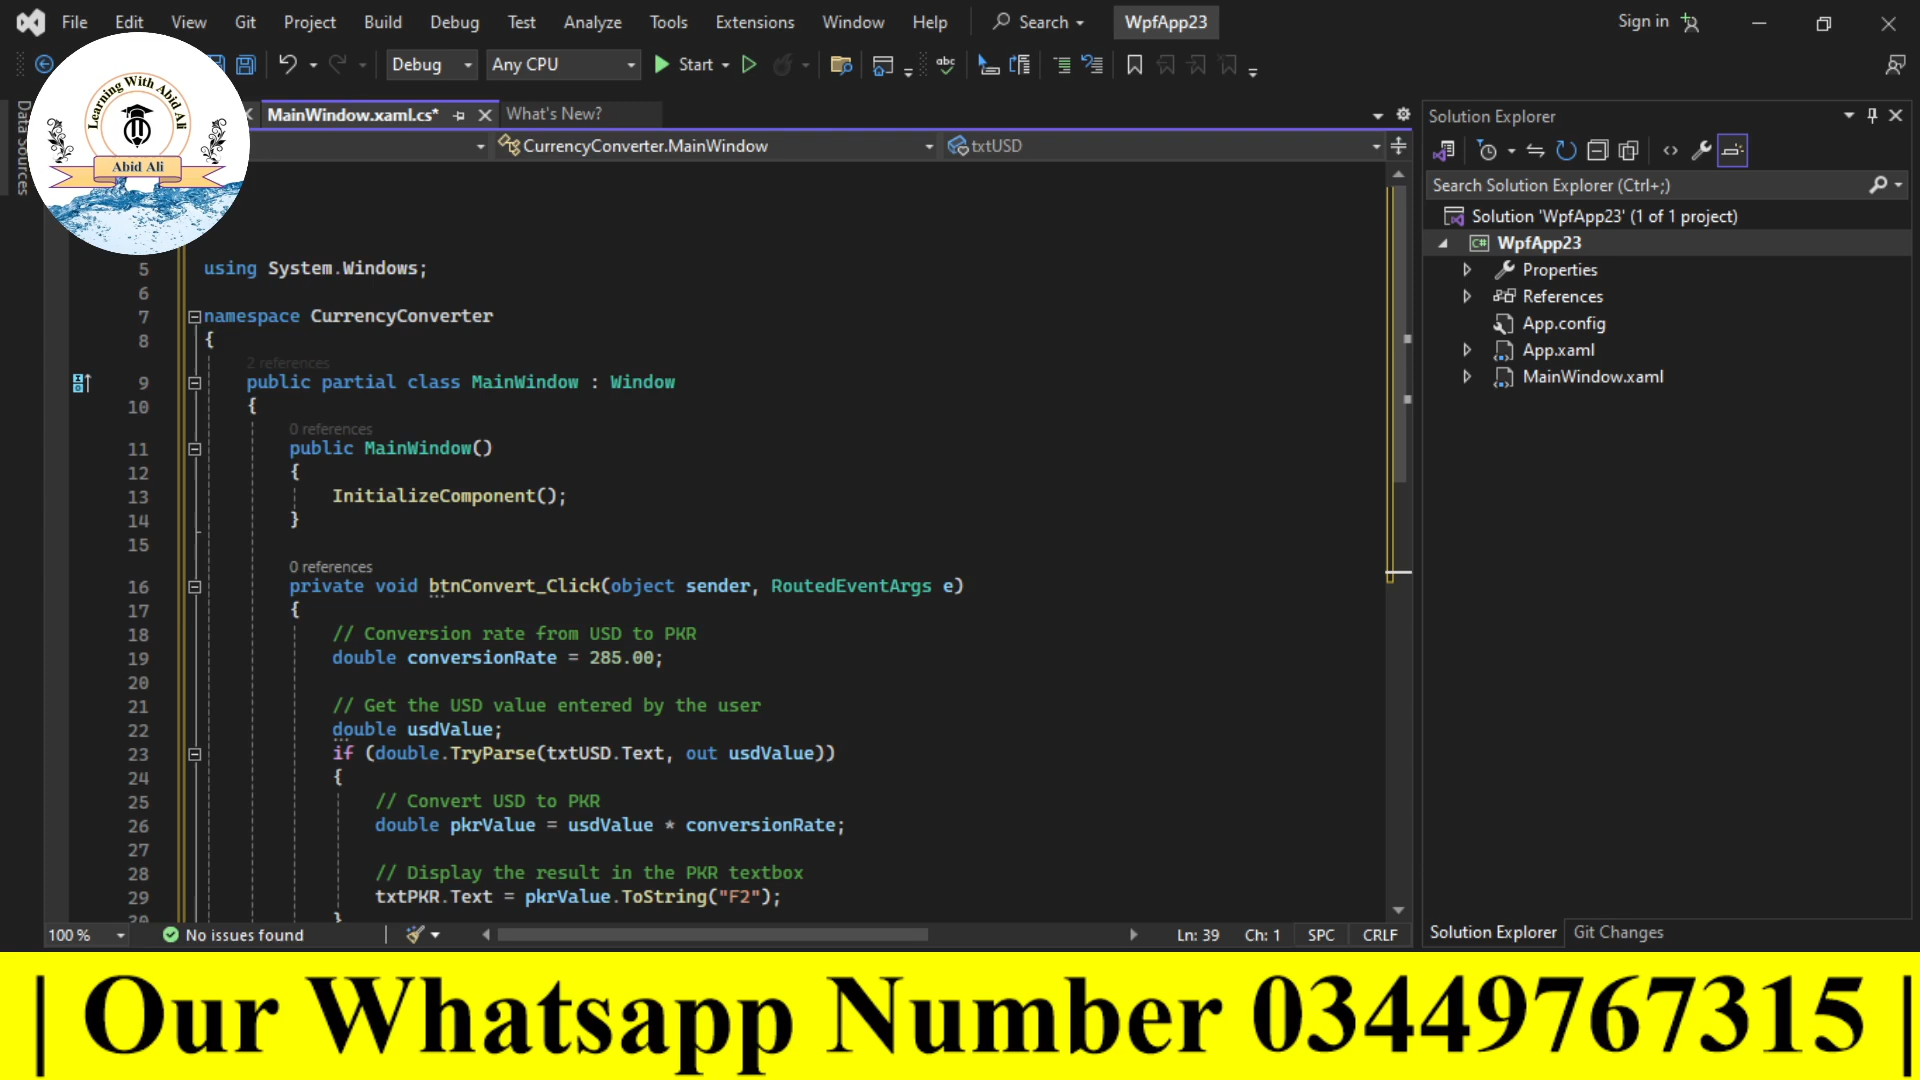 File Edit View Git Project Build Debug Test Analyze Tools Extensions Window Help Search WpfApp23 Sign in
Debug Any CPU Start
Learning With Abid Ali
Abid Ali
Data Sources
MainWindow.xaml.cs* What's New?
CurrencyConverter.MainWindow txtUSD
5 using System.Windows;
6
7 namespace CurrencyConverter
8 {
2 references
9 public partial class MainWindow : Window
10 {
0 references
11 public MainWindow()
12 {
13 InitializeComponent();
14 }
15
0 references
16 private void btnConvert_Click(object sender, RoutedEventArgs e)
17 {
18 // Conversion rate from USD to PKR
19 double conversionRate = 285.00;
20
21 // Get the USD value entered by the user
22 double usdValue;
23 if (double.TryParse(txtUSD.Text, out usdValue))
24 {
25 // Convert USD to PKR
26 double pkrValue = usdValue * conversionRate;
27
28 // Display the result in the PKR textbox
29 txtPKR.Text = pkrValue.ToString("F2");
30 }
100 % No issues found Ln: 39 Ch: 1 SPC CRLF
Solution Explorer
Search Solution Explorer (Ctrl+;)
Solution 'WpfApp23' (1 of 1 project)
C# WpfApp23
Properties
References
App.config
App.xaml
MainWindow.xaml
Solution Explorer Git Changes
| Our Whatsapp Number 03449767315 |